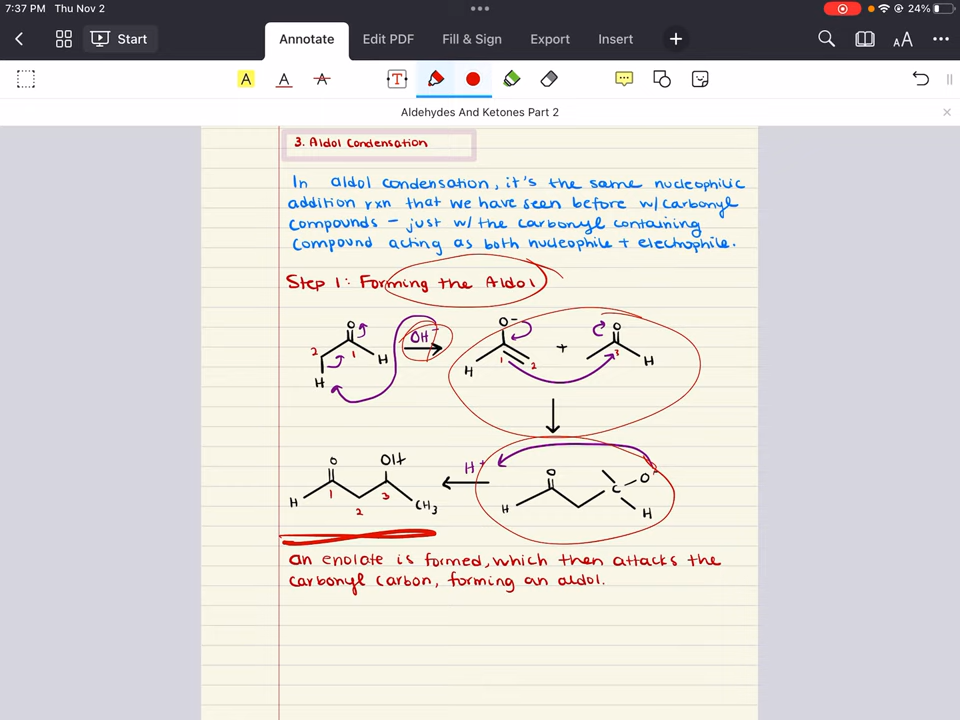 7:37 PM Thu Nov 2
24%
Start
Annotate
Edit PDF
Fill & Sign
Export
Insert
Aldehydes And Ketones Part 2
3. Aldol Condensation
In aldol condensation, it's the same nucleophilic
addition rxn that we have seen before w/ carbonyl
compounds – just w/ the carbonyl containing
compound acting as both nucleophile + electrophile.
Step 1: Forming the Aldol
O OH⁻ O⁻ O
2 1 H H 1 2 + 3 H
H
O OH H⁺ O C – O⁻
H 1 2 3 CH3 H H
an enolate is formed, which then attacks the
carbonyl carbon, forming an aldol.